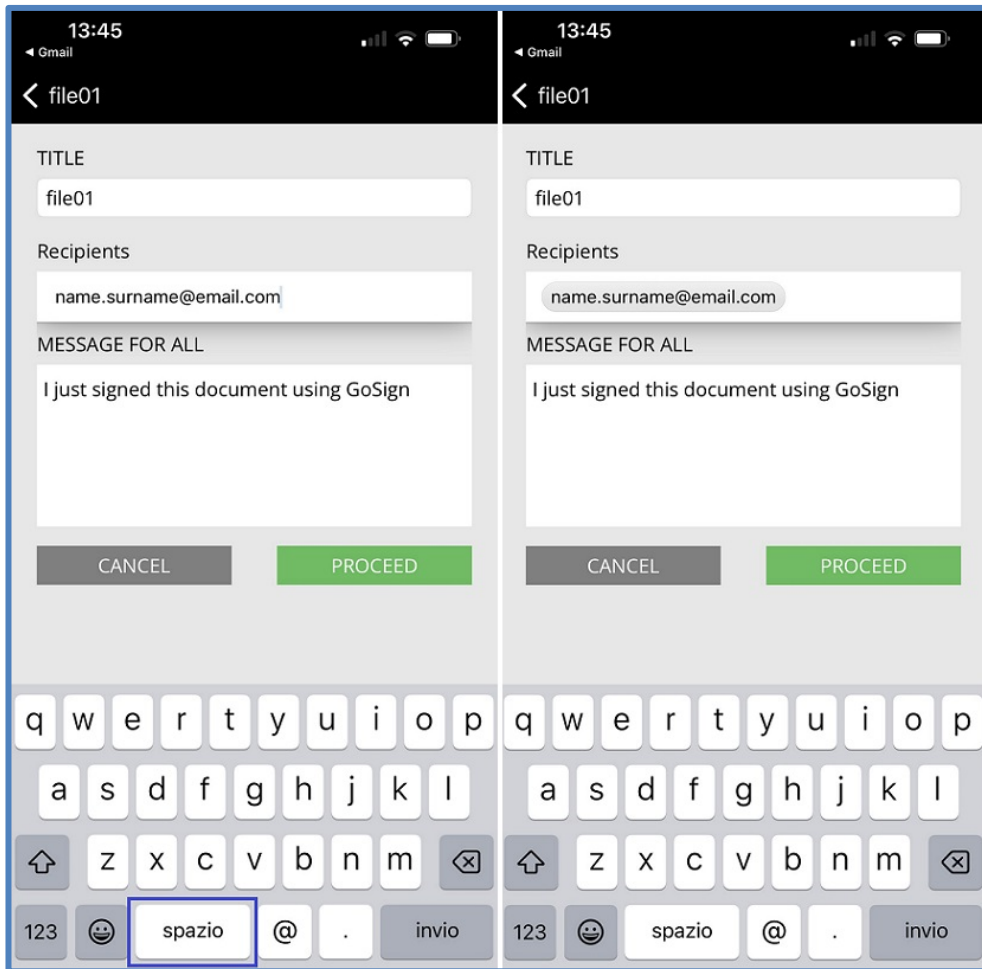 13:45
Gmail
file01
TITLE
file01
Recipients
name.surname@email.com
MESSAGE FOR ALL
I just signed this document using GoSign
CANCEL PROCEED
q w e r t y u i o p
a s d f g h j k l
z x c v b n m
123 spazio @ . invio
13:45
Gmail
file01
TITLE
file01
Recipients
name.surname@email.com
MESSAGE FOR ALL
I just signed this document using GoSign
CANCEL PROCEED
q w e r t y u i o p
a s d f g h j k l
z x c v b n m
123 spazio @ . invio